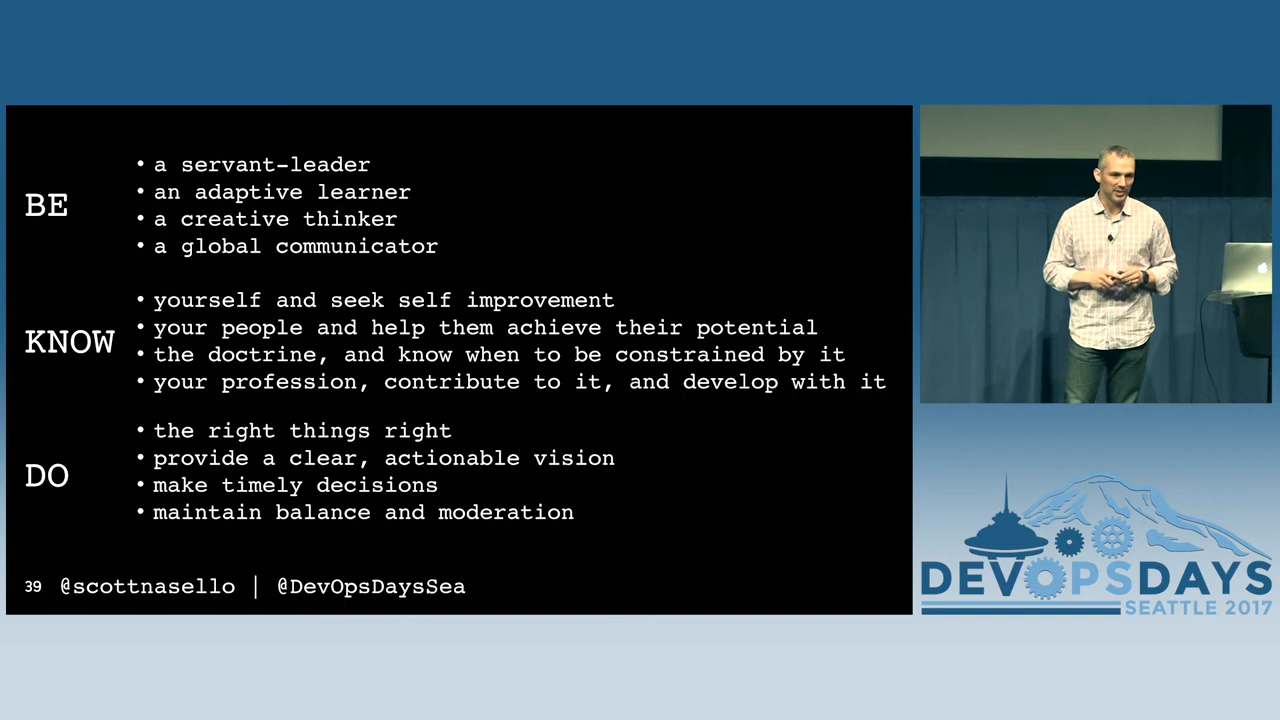 BE
• a servant-leader
• an adaptive learner
• a creative thinker
• a global communicator
KNOW
• yourself and seek self improvement
• your people and help them achieve their potential
• the doctrine, and know when to be constrained by it
• your profession, contribute to it, and develop with it
DO
• the right things right
• provide a clear, actionable vision
• make timely decisions
• maintain balance and moderation
39 @scottnasello | @DevOpsDaysSea
DEVOPSDAYS
SEATTLE 2017